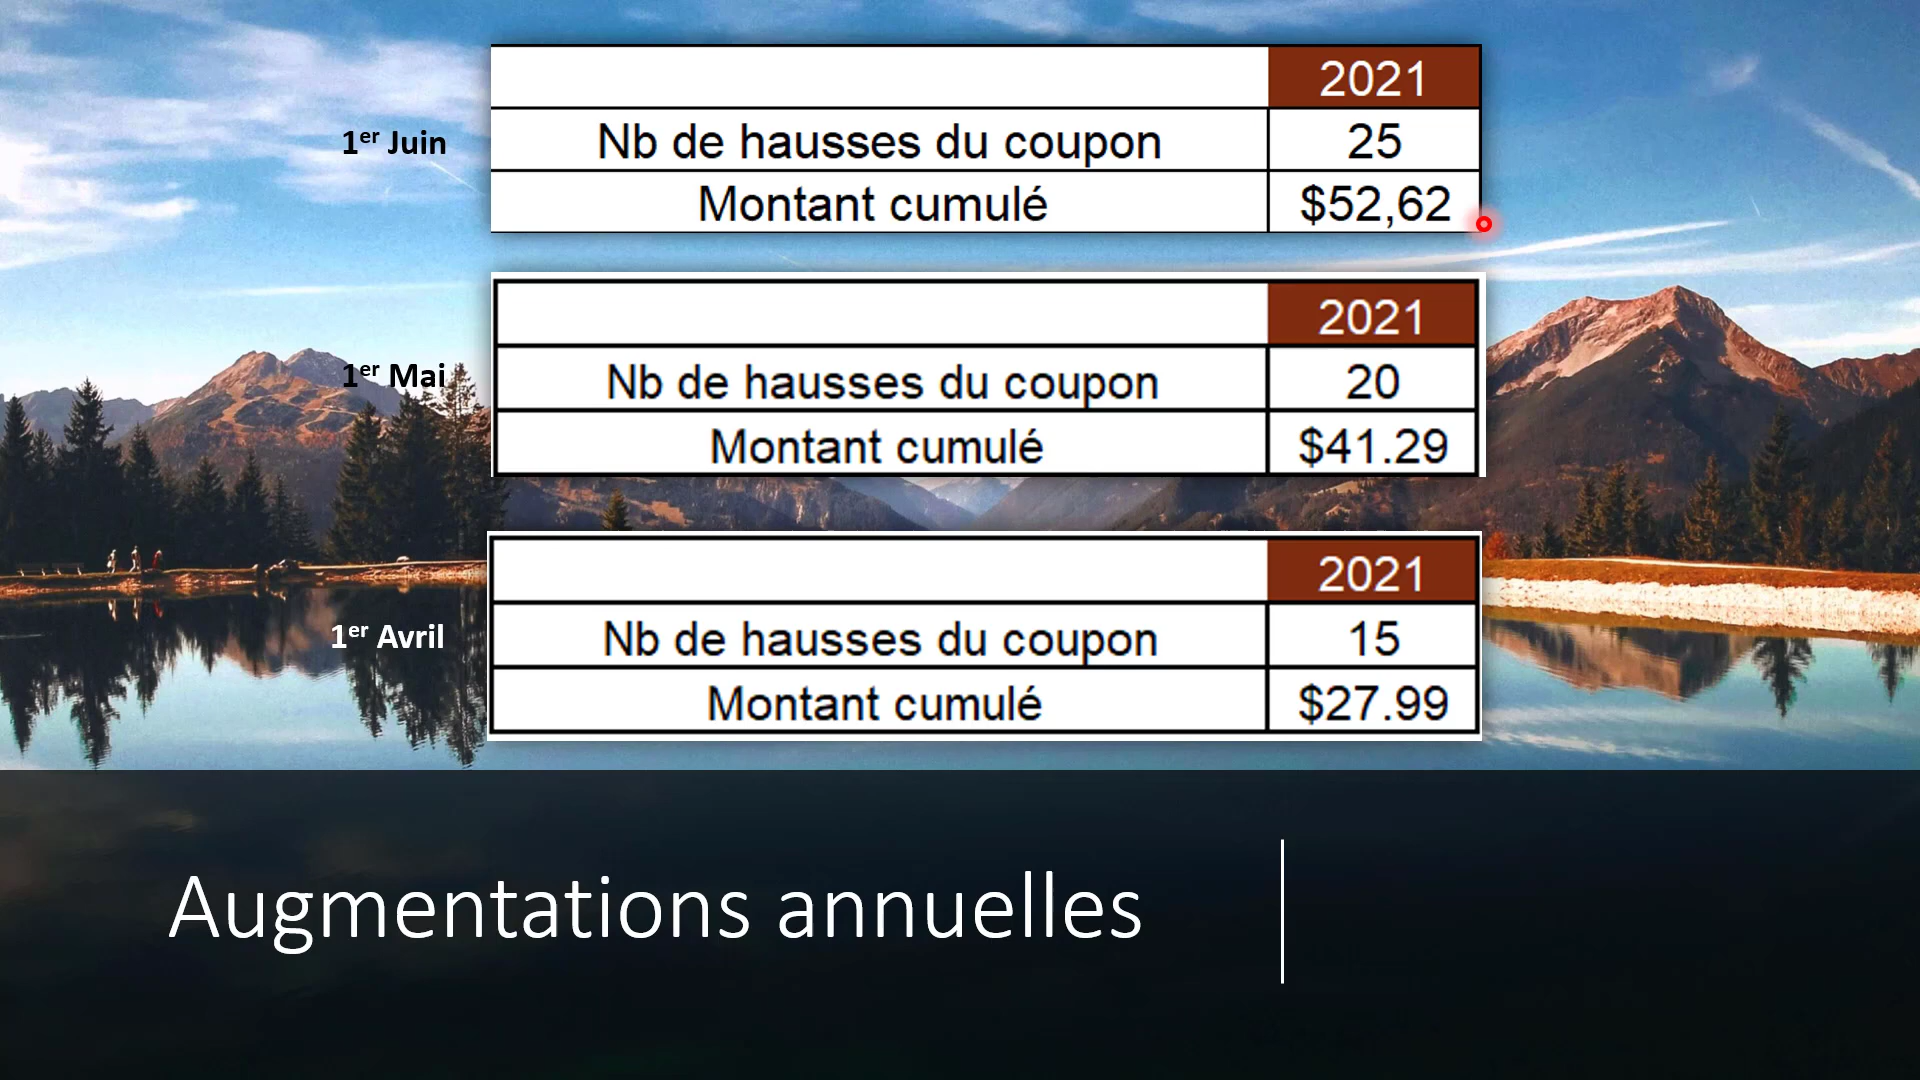 2021
1er Juin
Nb de hausses du coupon 25
Montant cumulé $52,62
2021
1er Mai
Nb de hausses du coupon 20
Montant cumulé $41.29
2021
1er Avril
Nb de hausses du coupon 15
Montant cumulé $27.99
Augmentations annuelles